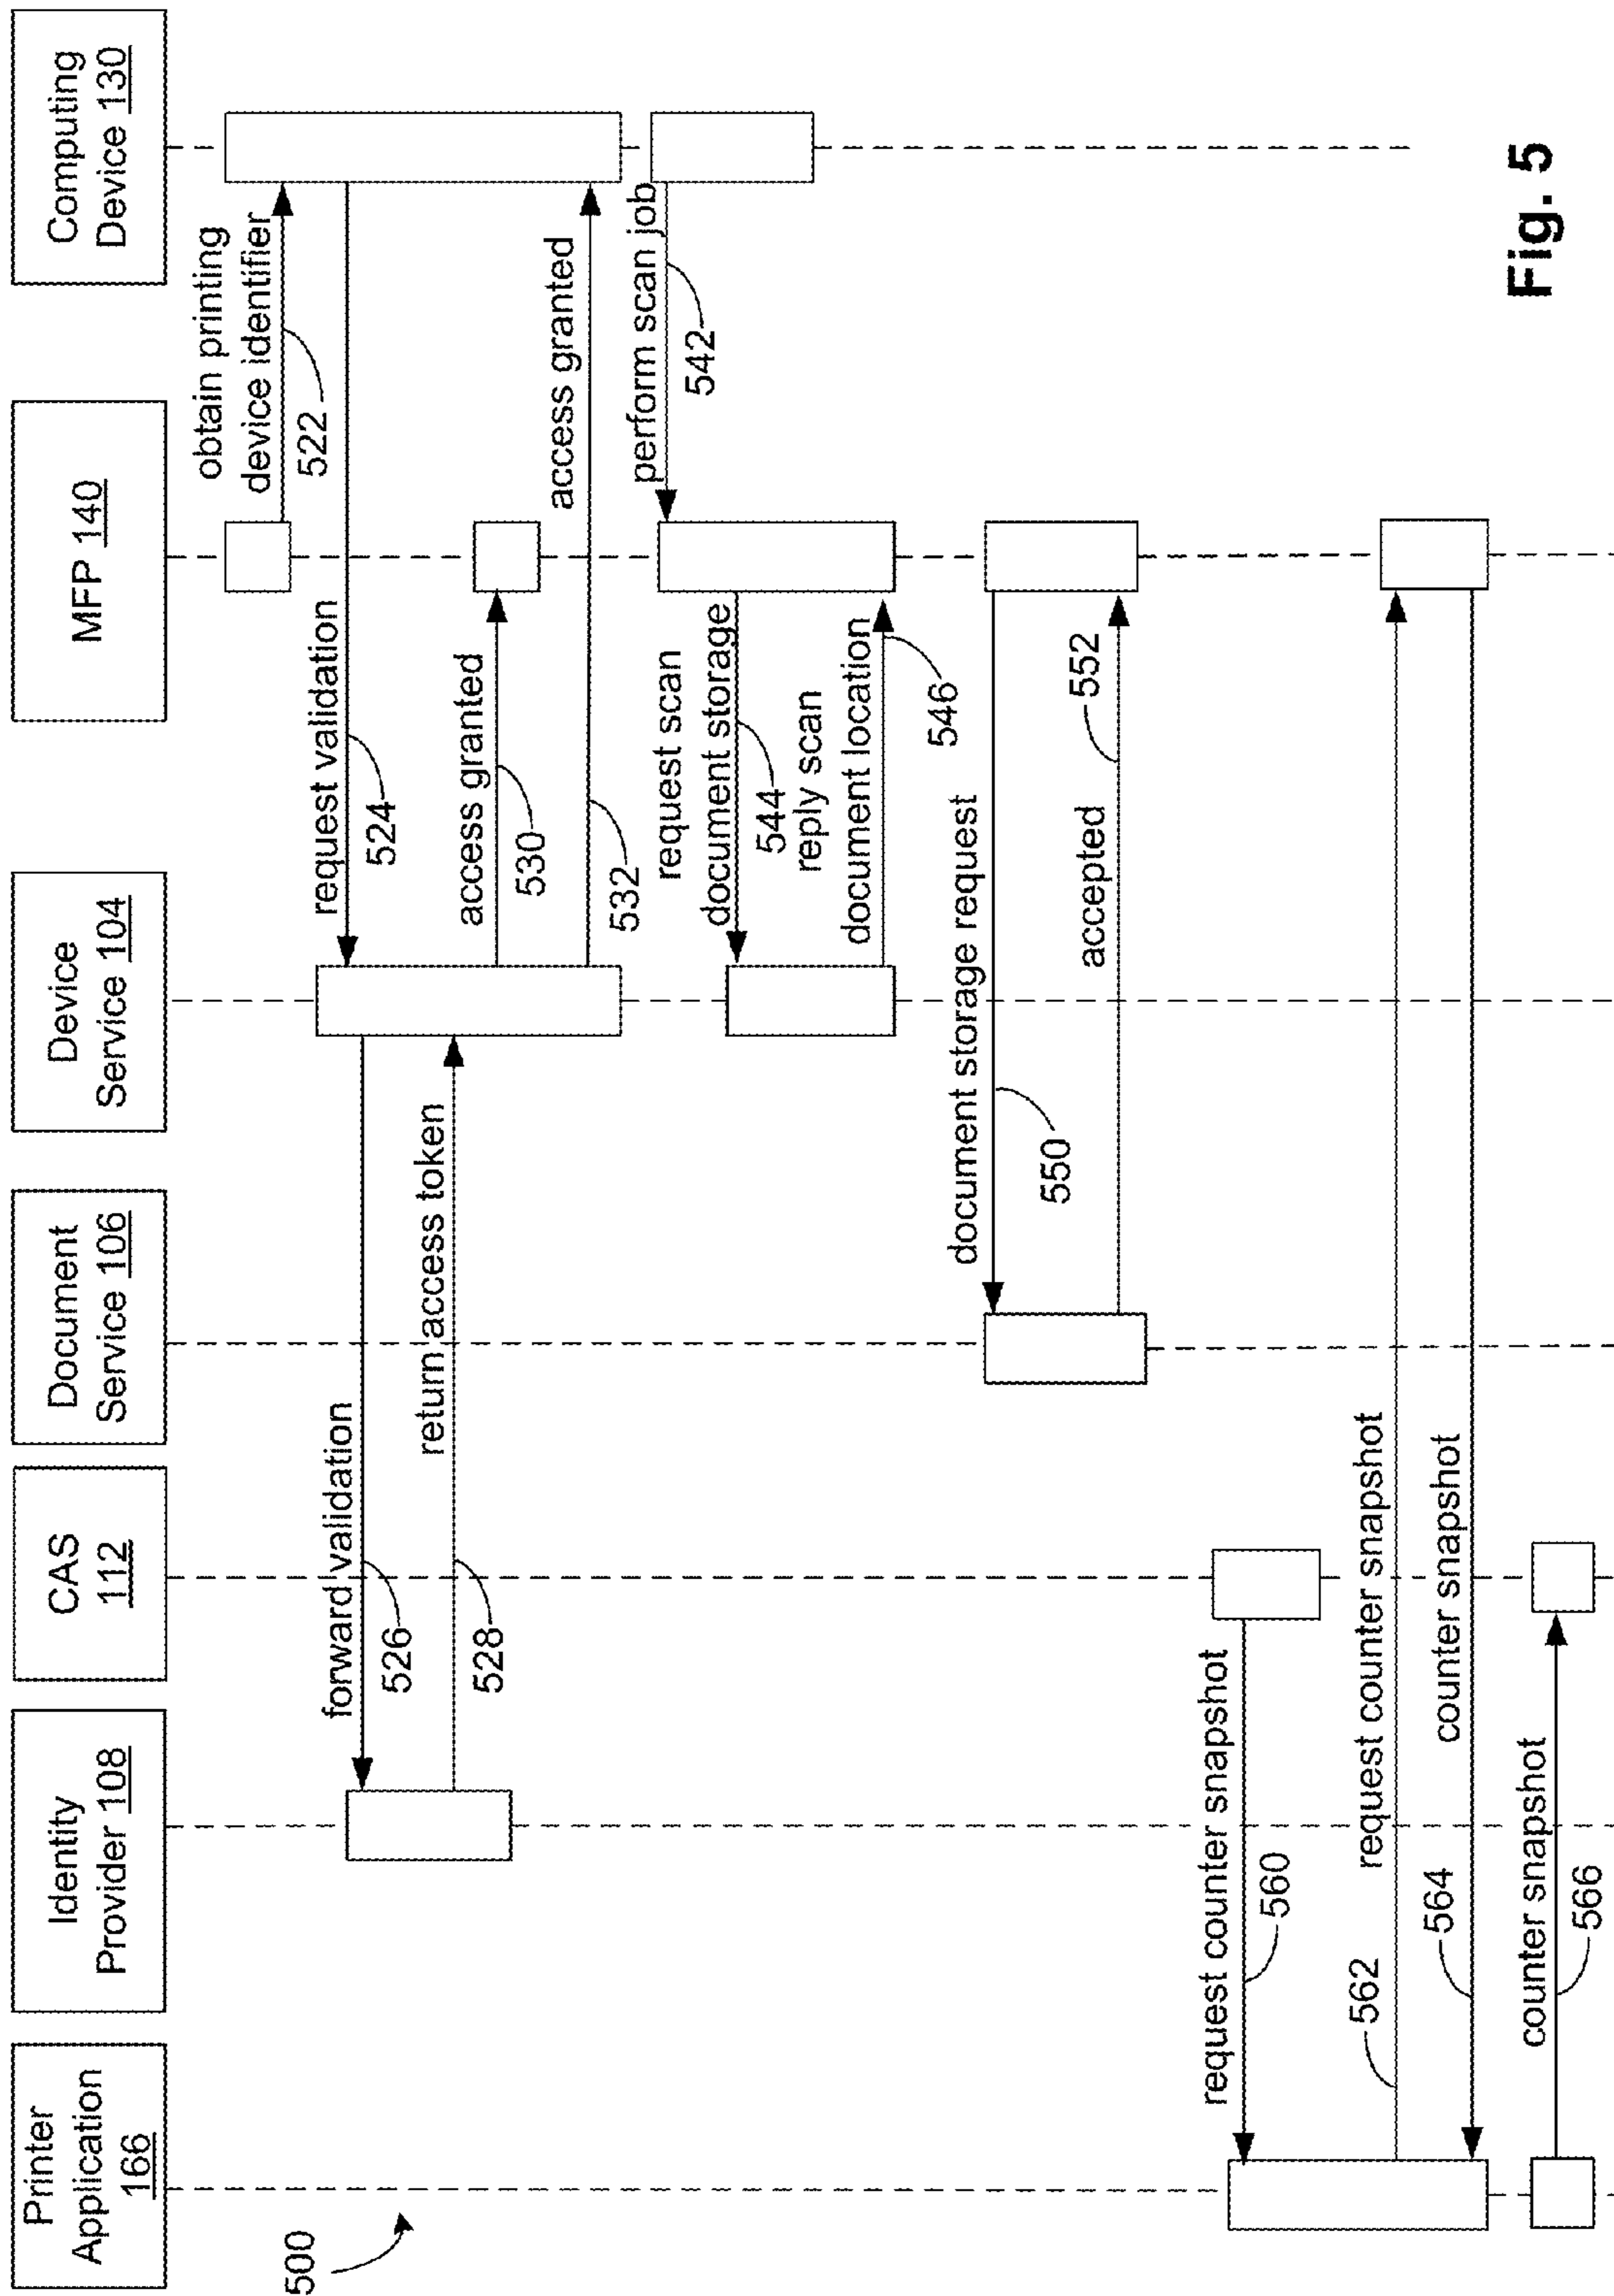 Printer
Application
166
Identity
Provider 108
CAS
112
Document
Service 106
Device
Service 104
MFP 140
Computing
Device 130
500
obtain printing
device identifier
522
request validation
524
forward validation
526
return access token
528
access granted
530
access granted
532
perform scan job
542
request scan
document storage
544
reply scan
document location
546
document storage request
550
accepted
552
request counter snapshot
560
request counter snapshot
562
counter snapshot
564
counter snapshot
566
Fig. 5